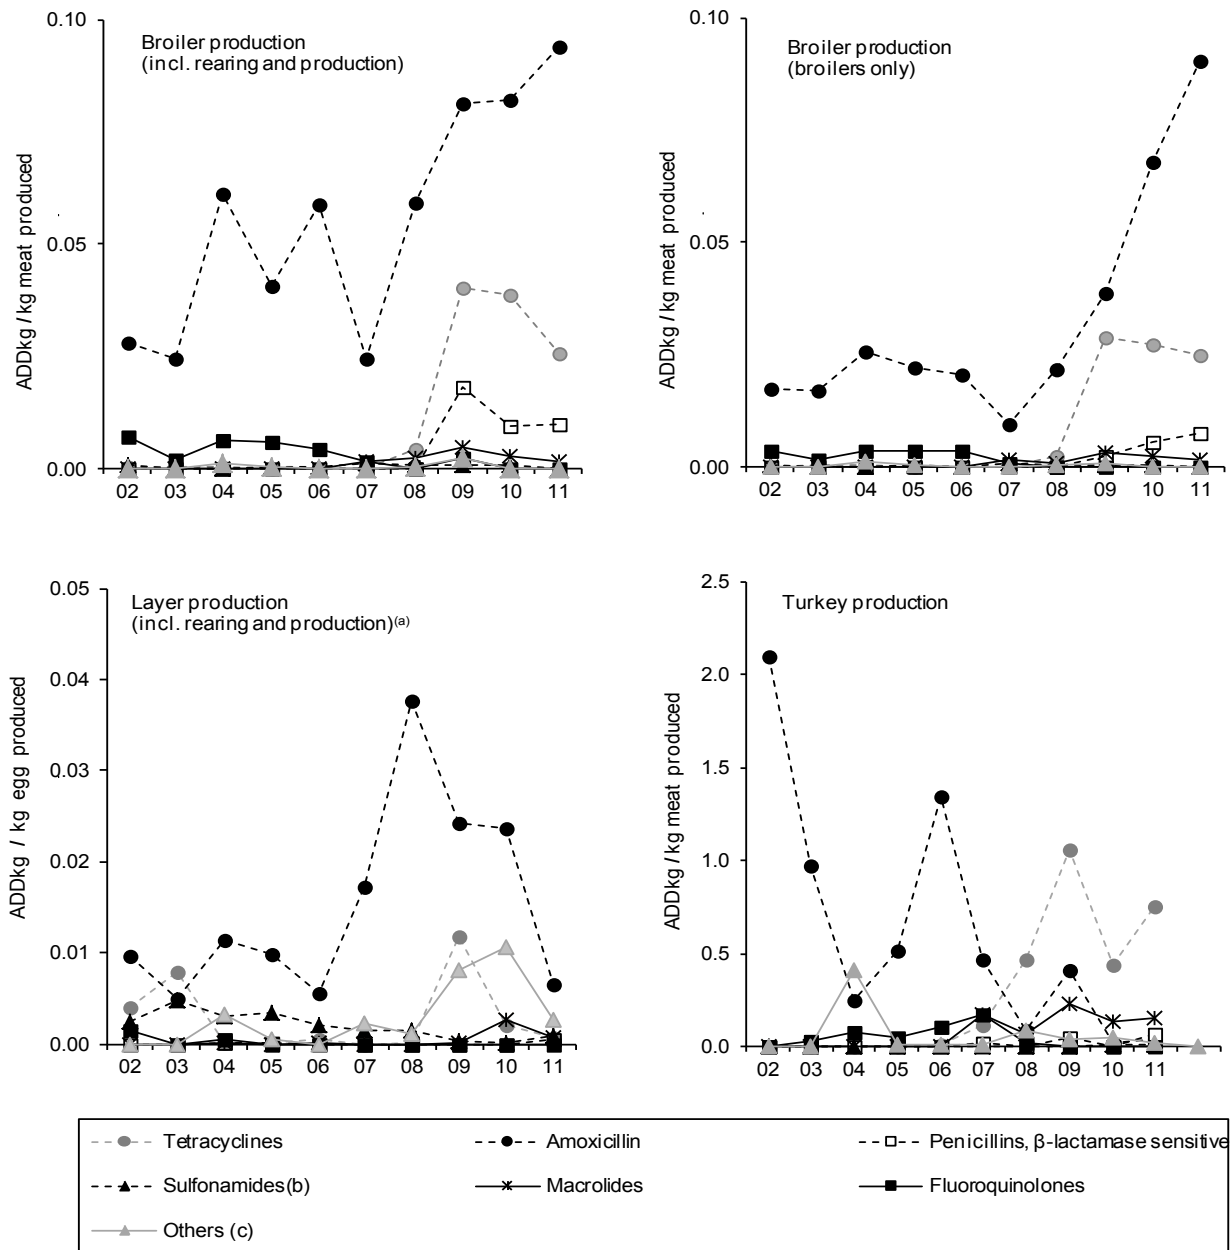 Broiler production
(incl. rearing and production)
ADDkg / kg meat produced
0.10
0.05
0.00
02 03 04 05 06 07 08 09 10 11
Broiler production
(broilers only)
ADDkg / kg meat produced
0.10
0.05
0.00
02 03 04 05 06 07 08 09 10 11
Layer production
(incl. rearing and production)(a)
ADDkg / kg egg produced
0.05
0.04
0.03
0.02
0.01
0.00
02 03 04 05 06 07 08 09 10 11
Turkey production
ADDkg / kg meat produced
2.5
2.0
1.5
1.0
0.5
0.0
02 03 04 05 06 07 08 09 10 11
Tetracyclines Amoxicillin Penicillins, β-lactamase sensitive
Sulfonamides(b) Macrolides Fluoroquinolones
Others (c)